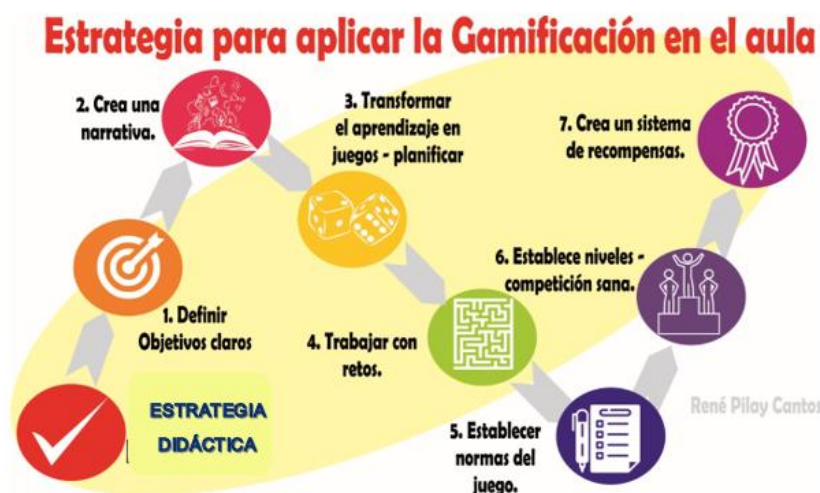 Estrategia para aplicar la Gamificación en el aula
2. Crea una
narrativa.
3. Transformar
el aprendizaje en
juegos - planificar
7. Crea un sistema
de recompensas.
1. Definir
Objetivos claros
6. Establece niveles -
competición sana.
4. Trabajar con
retos.
ESTRATEGIA
DIDÁCTICA
5. Establecer
normas del
juego.
René Pilay Cantos